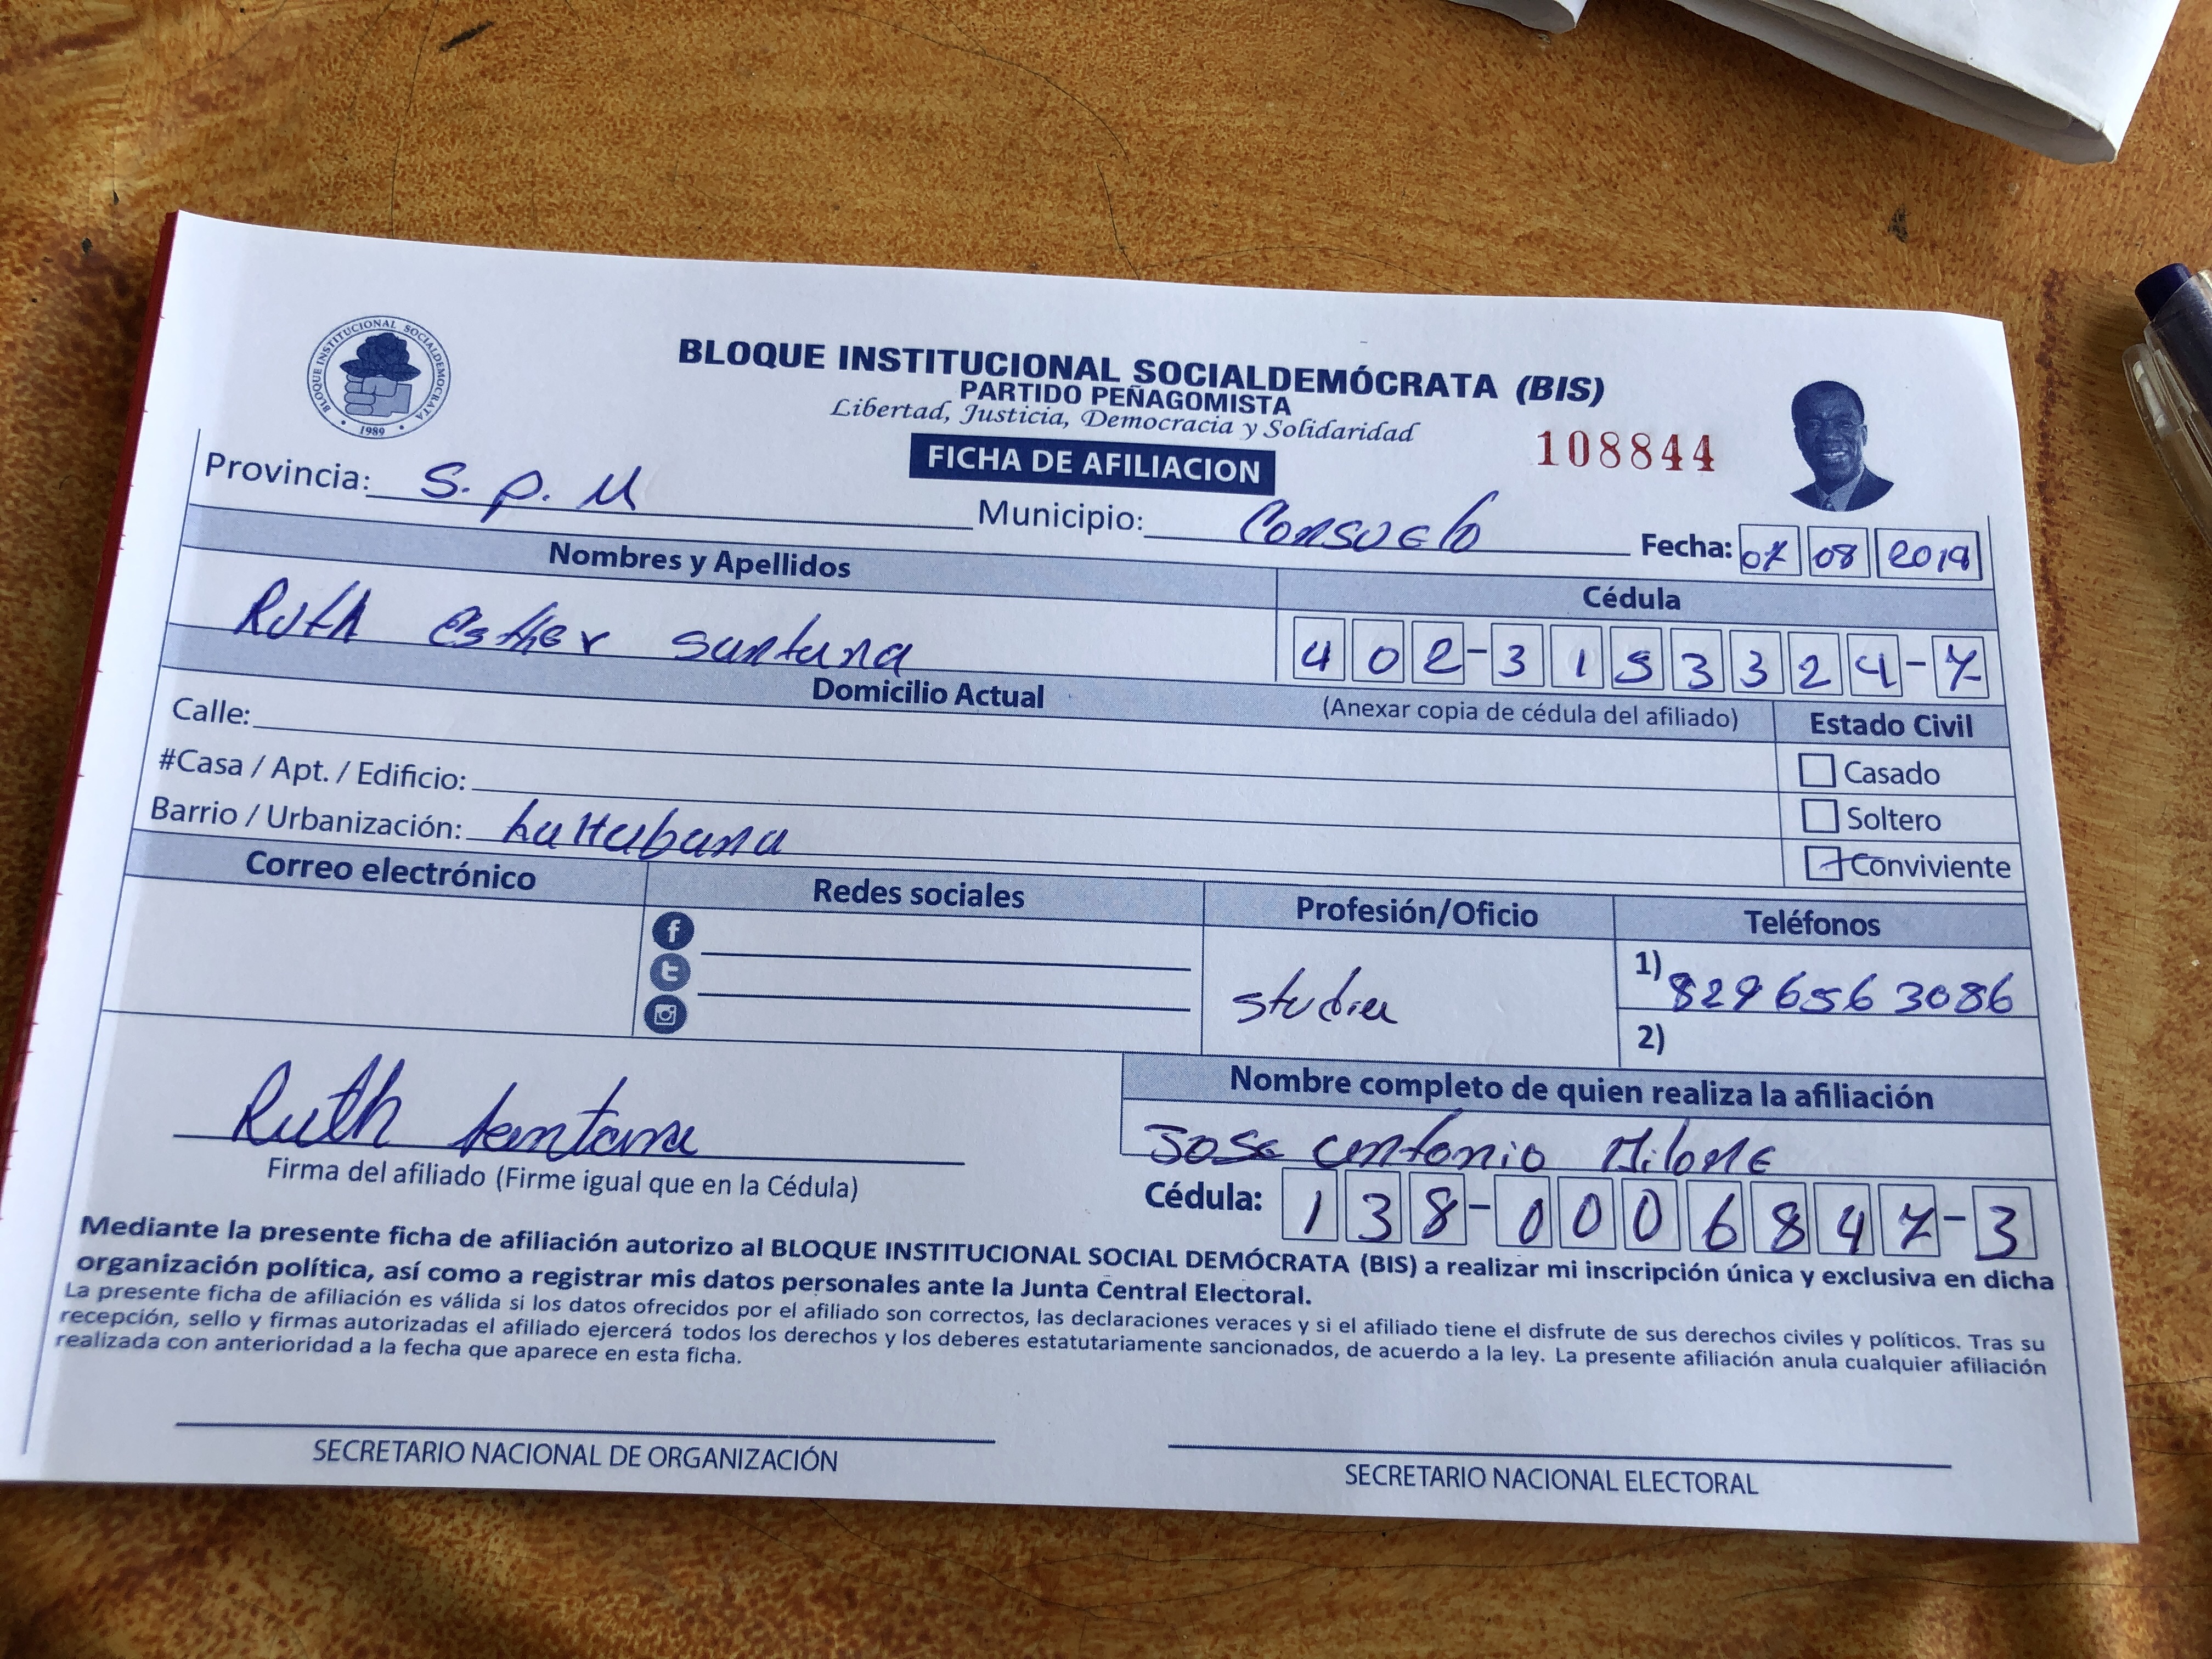 BLOQUE INSTITUCIONAL SOCIALDEMOCRATA
1989
BLOQUE INSTITUCIONAL SOCIALDEMÓCRATA (BIS)
PARTIDO PEÑAGOMISTA
Libertad, Justicia, Democracia y Solidaridad
FICHA DE AFILIACION
108844
Provincia: S. P. M Municipio: Consuelo Fecha: 07 08 2019
Nombres y Apellidos Cédula
Ruth esther santana 402-3153324-7
Domicilio Actual (Anexar copia de cédula del afiliado) Estado Civil
Calle: Casado
#Casa / Apt. / Edificio: Soltero
Barrio / Urbanización: Conviviente
Correo electrónico Redes sociales Profesión/Oficio Teléfonos
1) 829 656 3086
2)
Nombre completo de quien realiza la afiliación
Ruth Santana Jose antonio
Firma del afiliado (Firme igual que en la Cédula) Cédula: 138-0006847-3
Mediante la presente ficha de afiliación autorizo al BLOQUE INSTITUCIONAL SOCIAL DEMÓCRATA (BIS) a realizar mi inscripción única y exclusiva en dicha
organización política, así como a registrar mis datos personales ante la Junta Central Electoral.
La presente ficha de afiliación es válida si los datos ofrecidos por el afiliado son correctos, las declaraciones veraces y si el afiliado tiene el disfrute de sus derechos civiles y políticos. Tras su
recepción, sello y firmas autorizadas el afiliado ejercerá todos los derechos y los deberes estatutariamente sancionados, de acuerdo a la ley. La presente afiliación anula cualquier afiliación
realizada con anterioridad a la fecha que aparece en esta ficha.
SECRETARIO NACIONAL DE ORGANIZACIÓN SECRETARIO NACIONAL ELECTORAL